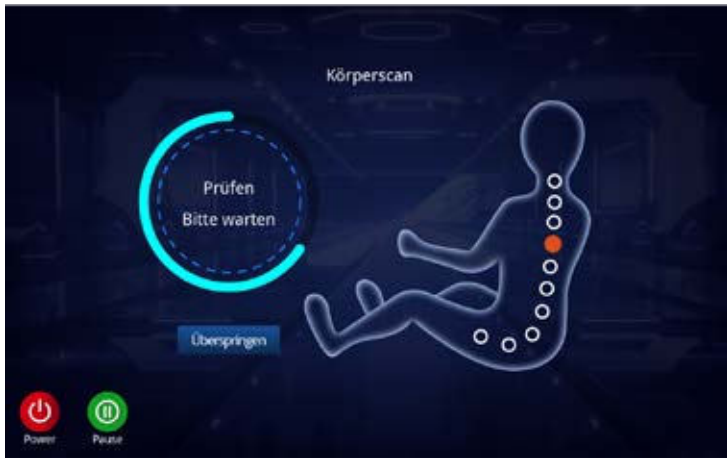 Körperscan
Prüfen
Bitte warten
Überspringen
Power
Pause